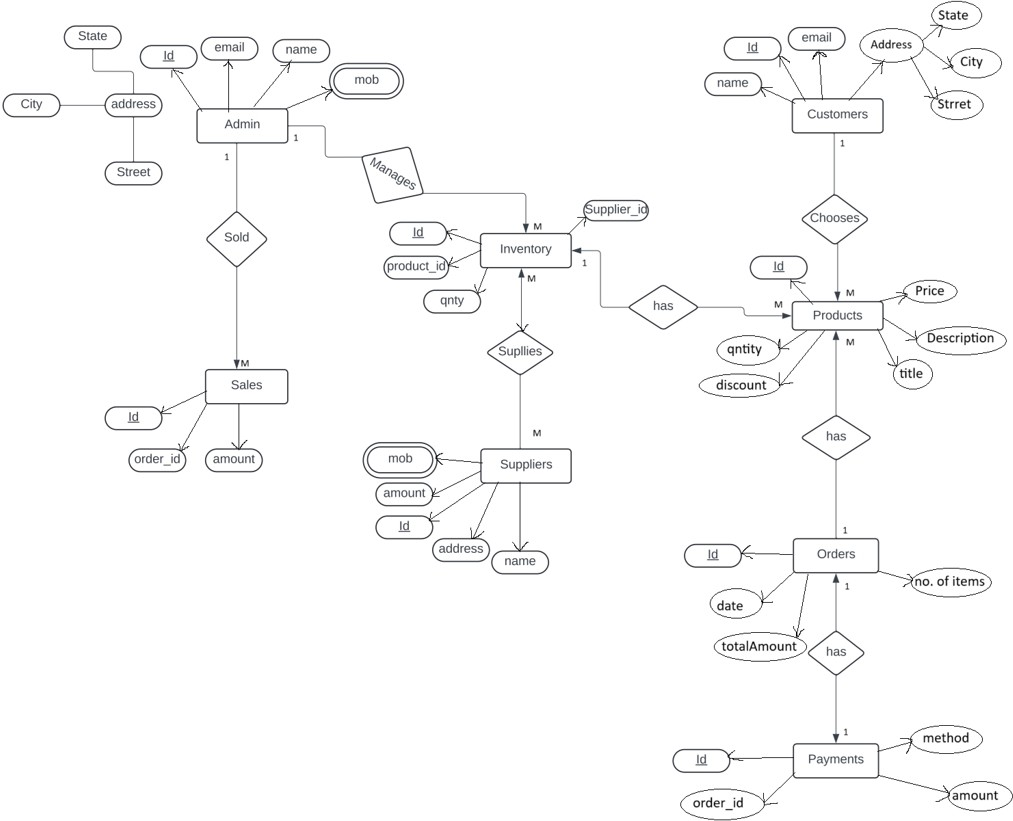 State
City
address
Street
Id
email
name
mob
Admin
1
1
Manages
Sold
M
Sales
Id
order_id
amount
M
Inventory
Id
product_id
qnty
Supplier_id
M
1
Supllies
M
Suppliers
mob
amount
Id
address
name
has
M
Customers
name
Id
email
Address
State
City
Strret
1
Chooses
M
Products
Id
Price
Description
title
qntity
discount
M
has
1
Orders
Id
date
totalAmount
no. of items
1
has
1
Payments
Id
order_id
method
amount